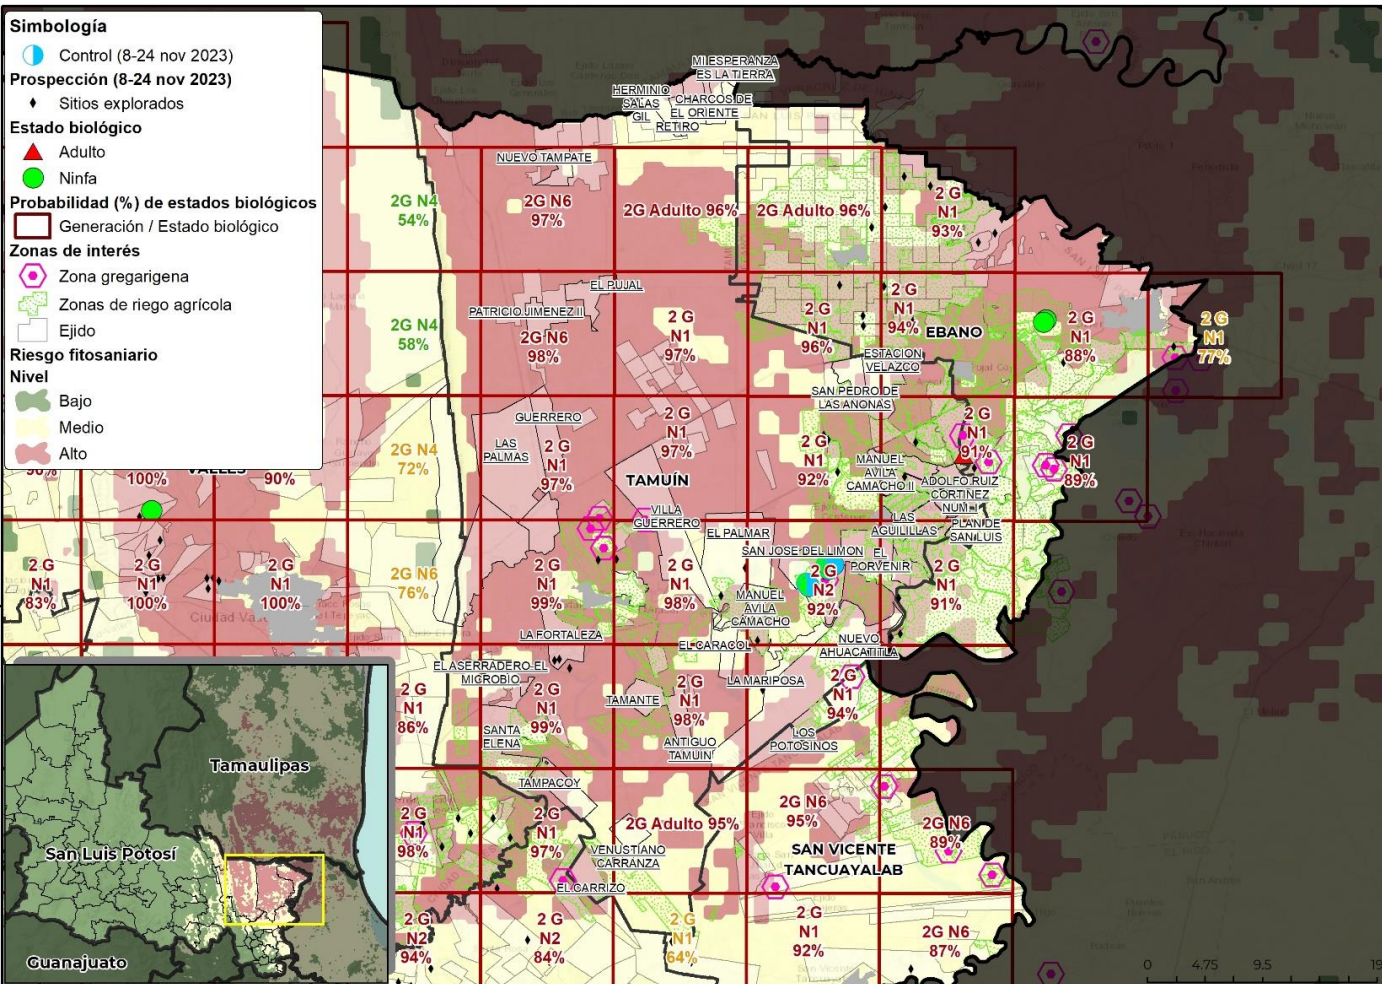 Simbología
Control (8-24 nov 2023)
Prospección (8-24 nov 2023)
Sitios explorados
Estado biológico
Adulto
Ninfa
Probabilidad (%) de estados biológicos
Generación / Estado biológico
Zonas de interés
Zona gregarigena
Zonas de riego agrícola
Ejido
Riesgo fitosaniario
Nivel
Bajo
Medio
Alto
MI ESPERANZA
ES LA TIERRA
HERMINIO
SALAS
GIL
CHARCOS DE
EL ORIENTE
RETIRO
NUEVO TAMPATE
2G N4
54%
2G N6
97%
2G Adulto 96%
2G Adulto 96%
2 G
N1
93%
EL PUJAL
PATRICIO JIMENEZ II
2G N4
58%
2G N6
98%
2 G
N1
97%
2 G
N1
96%
2 G
N1
94%
EBANO
2 G
N1
88%
2 G
N1
77%
ESTACION
VELAZCO
SAN PEDRO DE
LAS ANONAS
GUERRERO
LAS
PALMAS
2G N4
72%
2 G
N1
97%
2 G
N1
97%
TAMUÍN
2 G
N1
92%
MANUEL
AVILA
CAMACHO II
2 G
N1
91%
2 G
N1
89%
ADOLFO RUIZ
CORTINEZ
NUM-I
VALLES
100%
90%
VILLA
GUERRERO
EL PALMAR
LAS
AGUILILLAS
PLAN DE
SAN LUIS
SAN JOSE DEL LIMON
EL
PORVENIR
2 G
N1
83%
2 G
N1
100%
2 G
N1
100%
2G N6
76%
2 G
N1
99%
2 G
N1
98%
2 G
N2
92%
2 G
N1
91%
MANUEL
AVILA
CAMACHO
LA FORTALEZA
EL CARACOL
NUEVO
AHUACATITLA
EL ASERRADERO-EL
MICROBIO
LA MARIPOSA
TAMANTE
2 G
N1
86%
2 G
N1
99%
2 G
N1
98%
2 G
N1
94%
SANTA
ELENA
ANTIGUO
TAMUIN
LOS
POTOSINOS
TAMPACOY
2 G
N1
98%
2 G
N1
97%
2G Adulto 95%
2G N6
95%
2G N6
89%
VENUSTIANO
CARRANZA
SAN VICENTE
TANCUAYALAB
EL CARRIZO
2 G
N2
94%
2 G
N2
84%
2 G
N1
64%
2 G
N1
92%
2G N6
87%
Tamaulipas
San Luis Potosí
Guanajuato
0 4.75 9.5 19